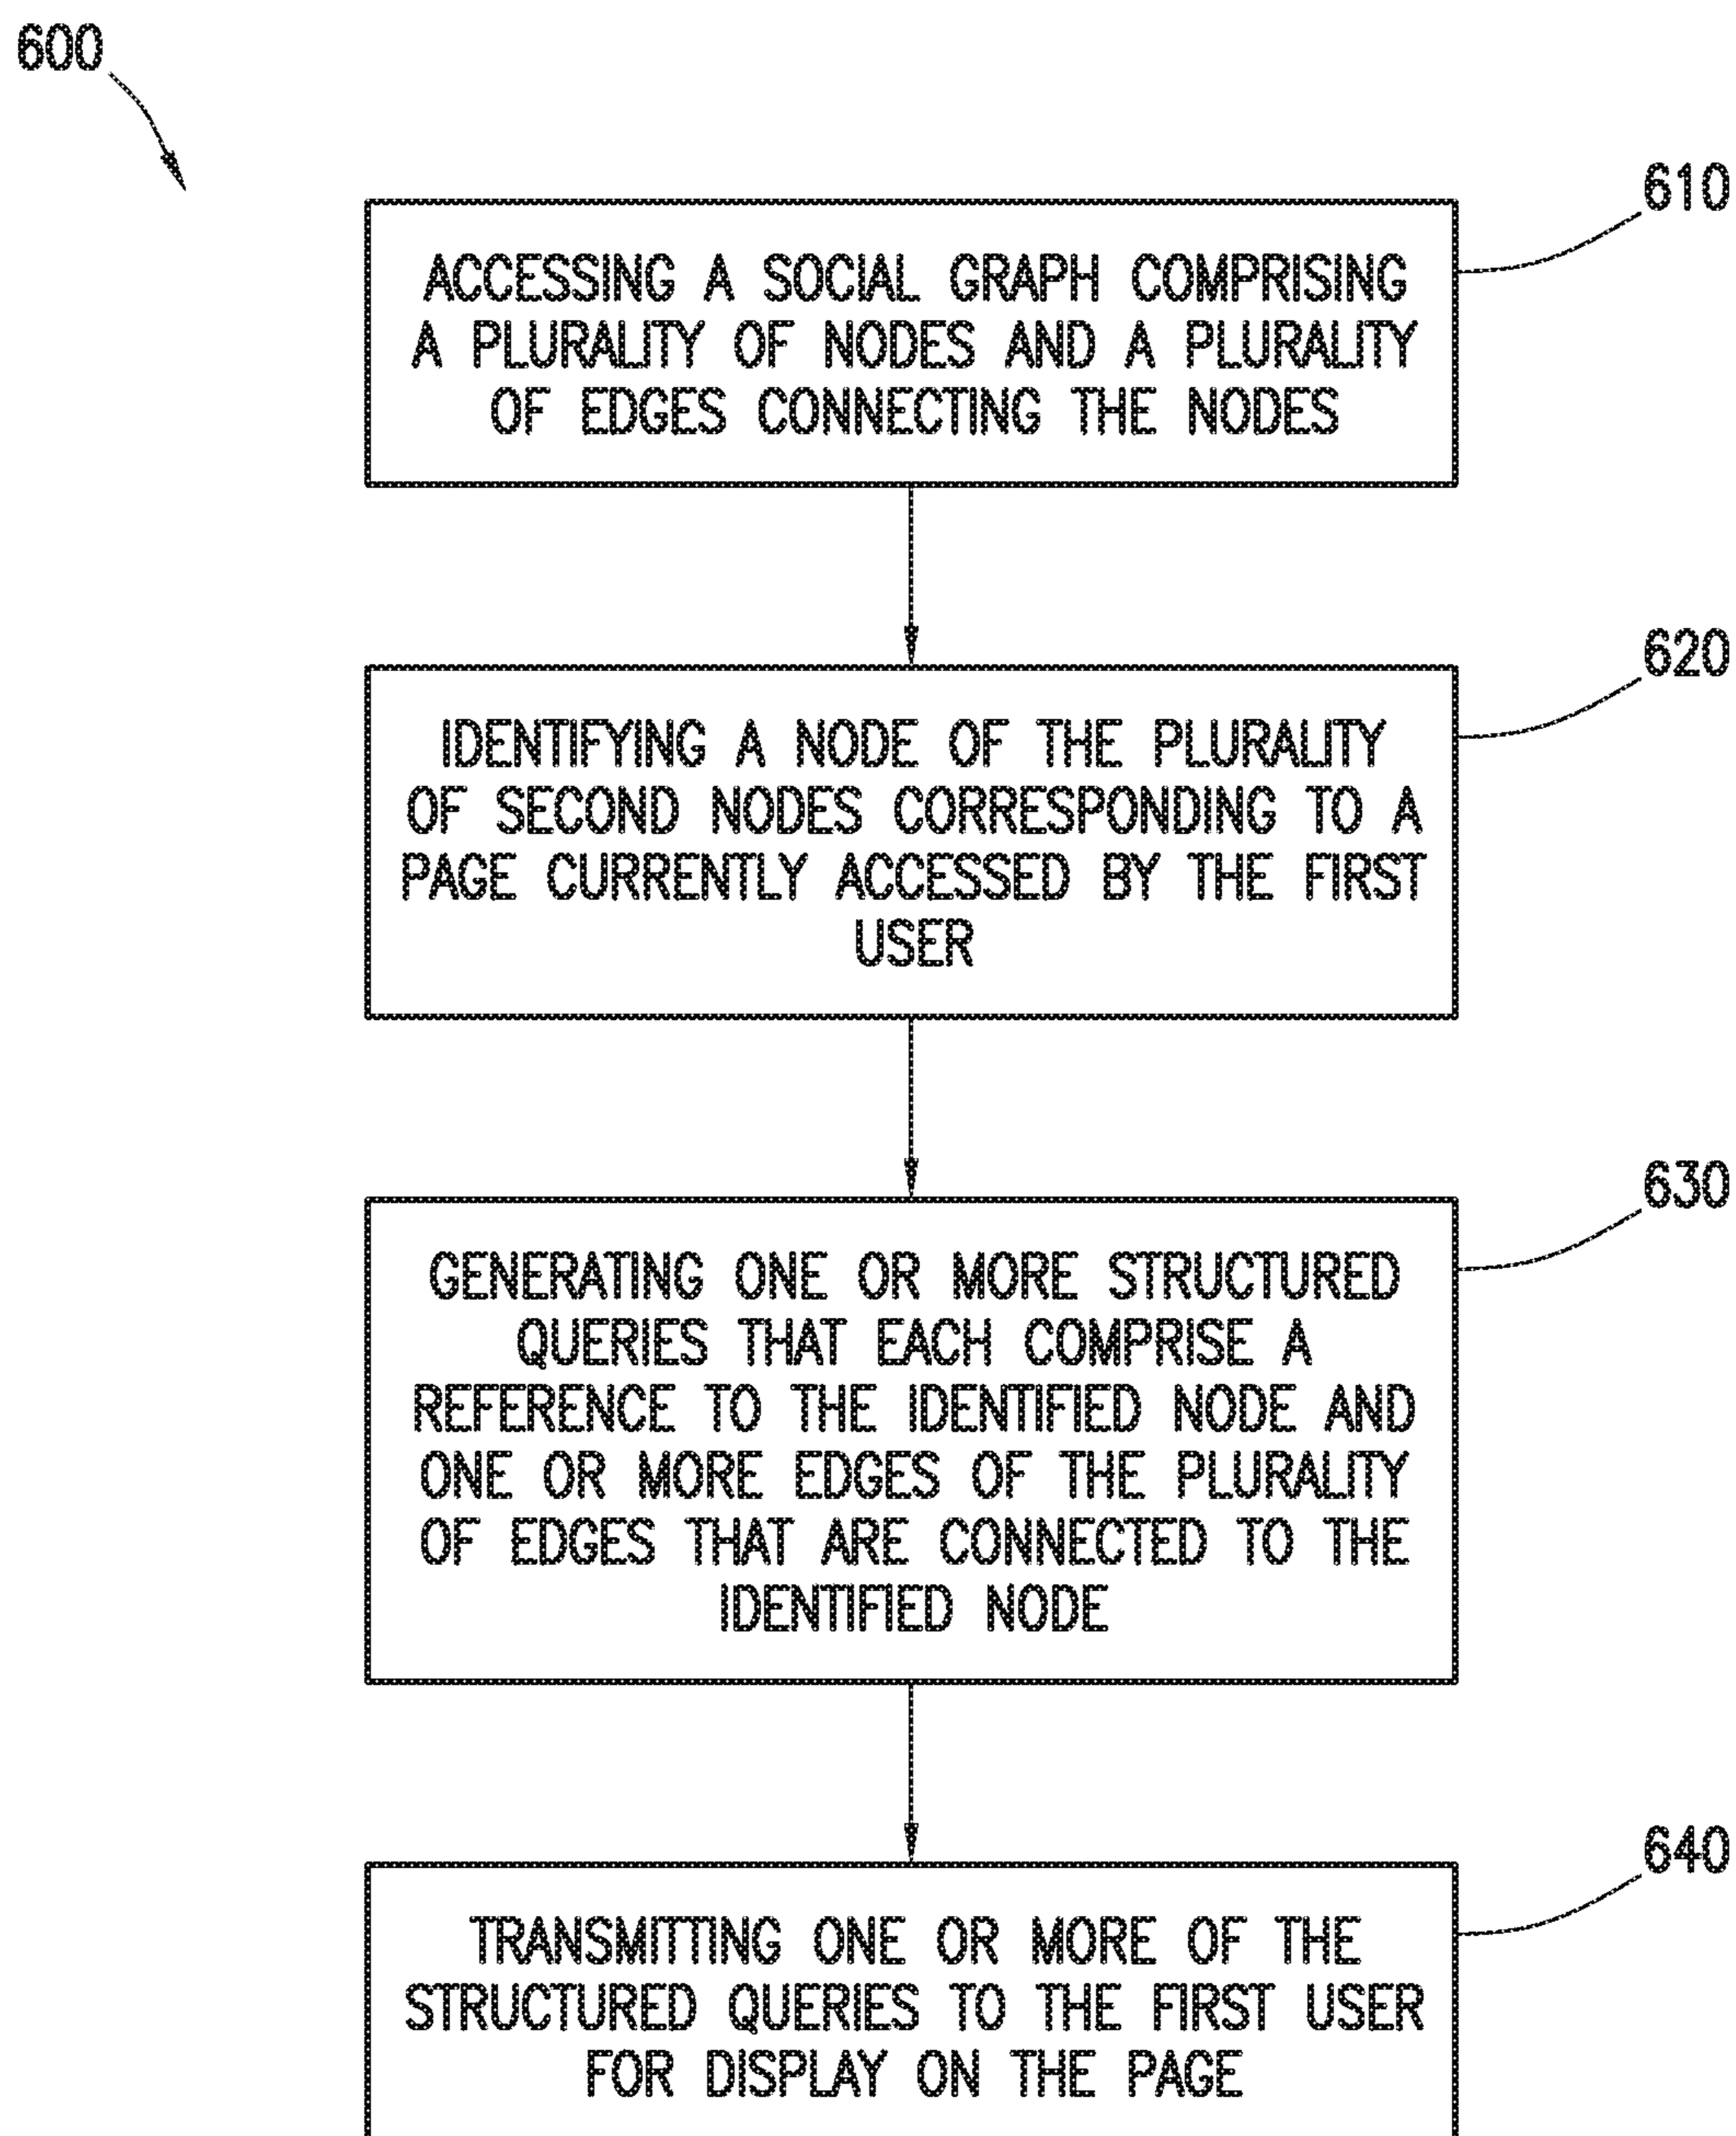 600
610
ACCESSING A SOCIAL GRAPH COMPRISING
A PLURALITY OF NODES AND A PLURALITY
OF EDGES CONNECTING THE NODES
620
IDENTIFYING A NODE OF THE PLURALITY
OF SECOND NODES CORRESPONDING TO A
PAGE CURRENTLY ACCESSED BY THE FIRST
USER
630
GENERATING ONE OR MORE STRUCTURED
QUERIES THAT EACH COMPRISE A
REFERENCE TO THE IDENTIFIED NODE AND
ONE OR MORE EDGES OF THE PLURALITY
OF EDGES THAT ARE CONNECTED TO THE
IDENTIFIED NODE
640
TRANSMITTING ONE OR MORE OF THE
STRUCTURED QUERIES TO THE FIRST USER
FOR DISPLAY ON THE PAGE